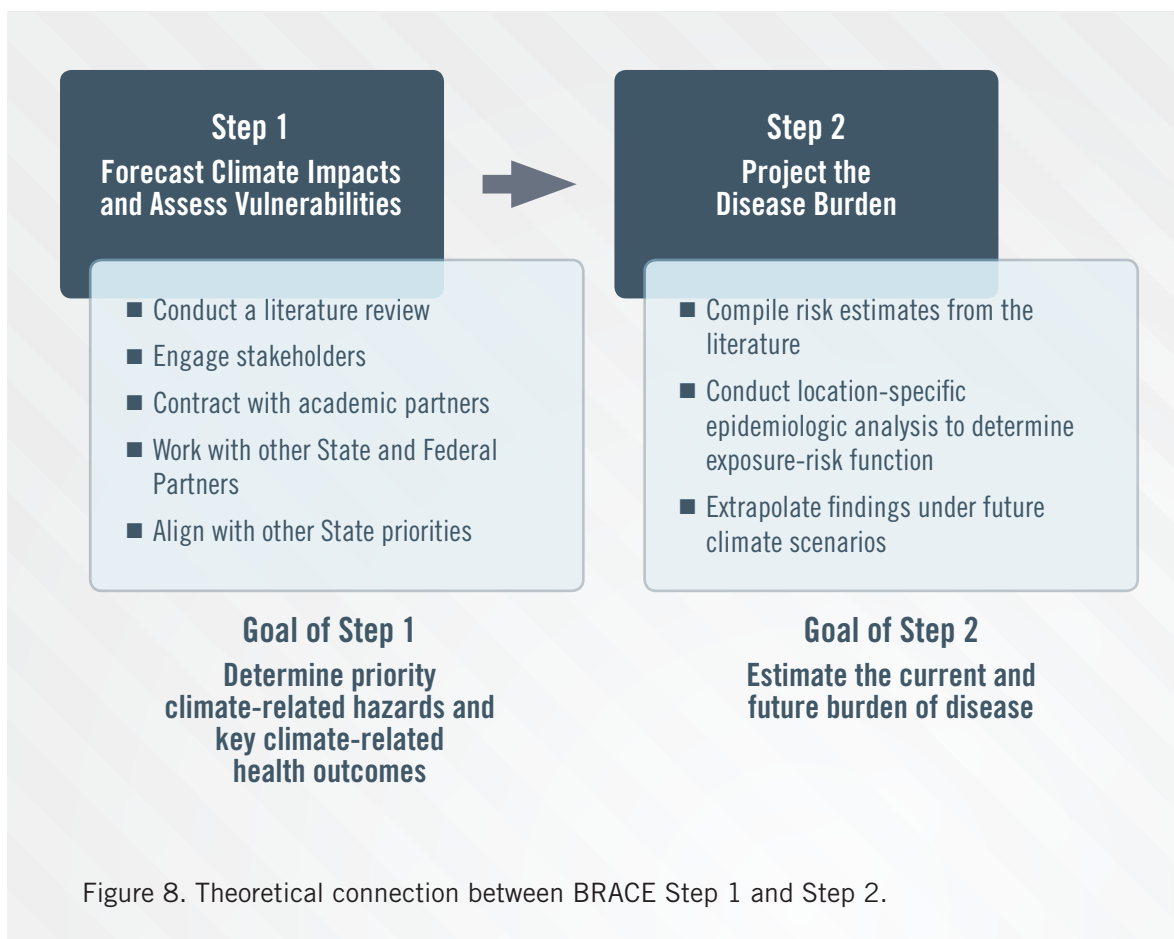 Step 1
Forecast Climate Impacts
and Assess Vulnerabilities
■ Conduct a literature review
■ Engage stakeholders
■ Contract with academic partners
■ Work with other State and Federal
Partners
■ Align with other State priorities
Goal of Step 1
Determine priority
climate-related hazards and
key climate-related
health outcomes
Step 2
Project the
Disease Burden
■ Compile risk estimates from the
literature
■ Conduct location-specific
epidemiologic analysis to determine
exposure-risk function
■ Extrapolate findings under future
climate scenarios
Goal of Step 2
Estimate the current and
future burden of disease
Figure 8. Theoretical connection between BRACE Step 1 and Step 2.